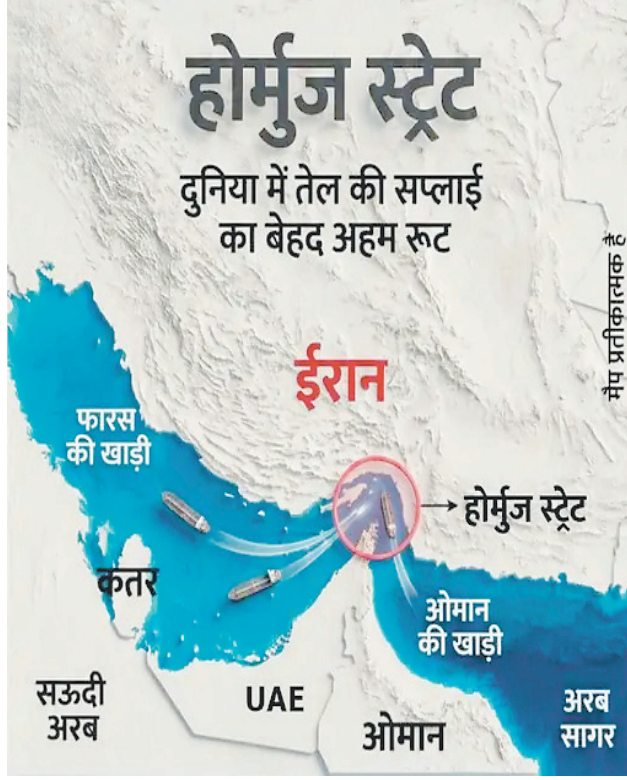 होर्मुज स्ट्रेट
दुनिया में तेल की सप्लाई
का बेहद अहम रूट
मैप प्रतीकात्मक है
ईरान
फारस
की खाड़ी
होर्मुज स्ट्रेट
कतर
ओमान
की खाड़ी
सऊदी
अरब
UAE
ओमान
अरब
सागर